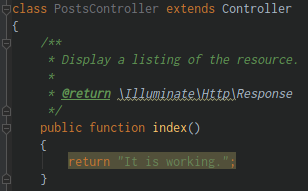 class PostsController extends Controller
{
/**
* Display a listing of the resource.
*
* @return \Illuminate\Http\Response
*/
public function index()
{
return "It is working.";
}